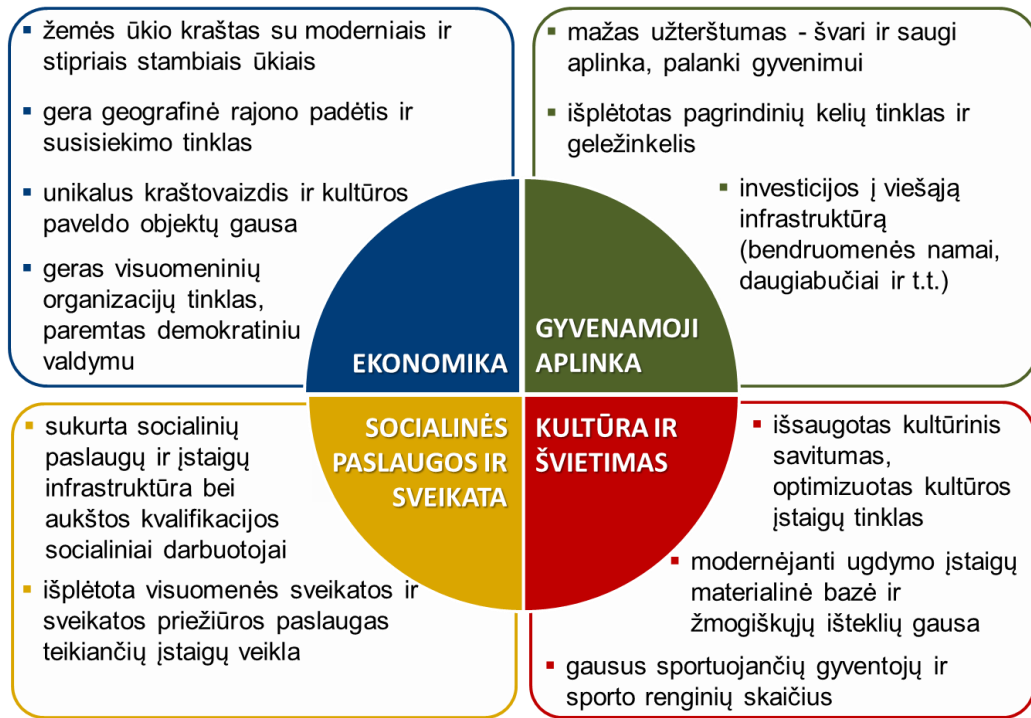 ▪ žemės ūkio kraštas su moderniais ir
stipriais stambiais ūkiais
▪ gera geografinė rajono padėtis ir
susisiekimo tinklas
▪ unikalus kraštovaizdis ir kultūros
paveldo objektų gausa
▪ geras visuomeninių
organizacijų tinklas,
paremtas demokratiniu
valdymu
EKONOMIKA
▪ mažas užterštumas - švari ir saugi
aplinka, palanki gyvenimui
▪ išplėtotas pagrindinių kelių tinklas ir
geležinkelis
▪ investicijos į viešąją
infrastruktūrą
(bendruomenės namai,
daugiabučiai ir t.t.)
GYVENAMOJI
APLINKA
▪ sukurta socialinių
paslaugų ir įstaigų
infrastruktūra bei
aukštos kvalifikacijos
socialiniai darbuotojai
▪ išplėtota visuomenės sveikatos ir
sveikatos priežiūros paslaugas
teikiančių įstaigų veikla
SOCIALINĖS
PASLAUGOS IR
SVEIKATA
KULTŪRA IR
ŠVIETIMAS
▪ išsaugotas kultūrinis
savitumas,
optimizuotas kultūros
įstaigų tinklas
▪ modernėjanti ugdymo įstaigų
materialinė bazė ir
žmogiškųjų išteklių gausa
▪ gausus sportuojančių gyventojų ir
sporto renginių skaičius